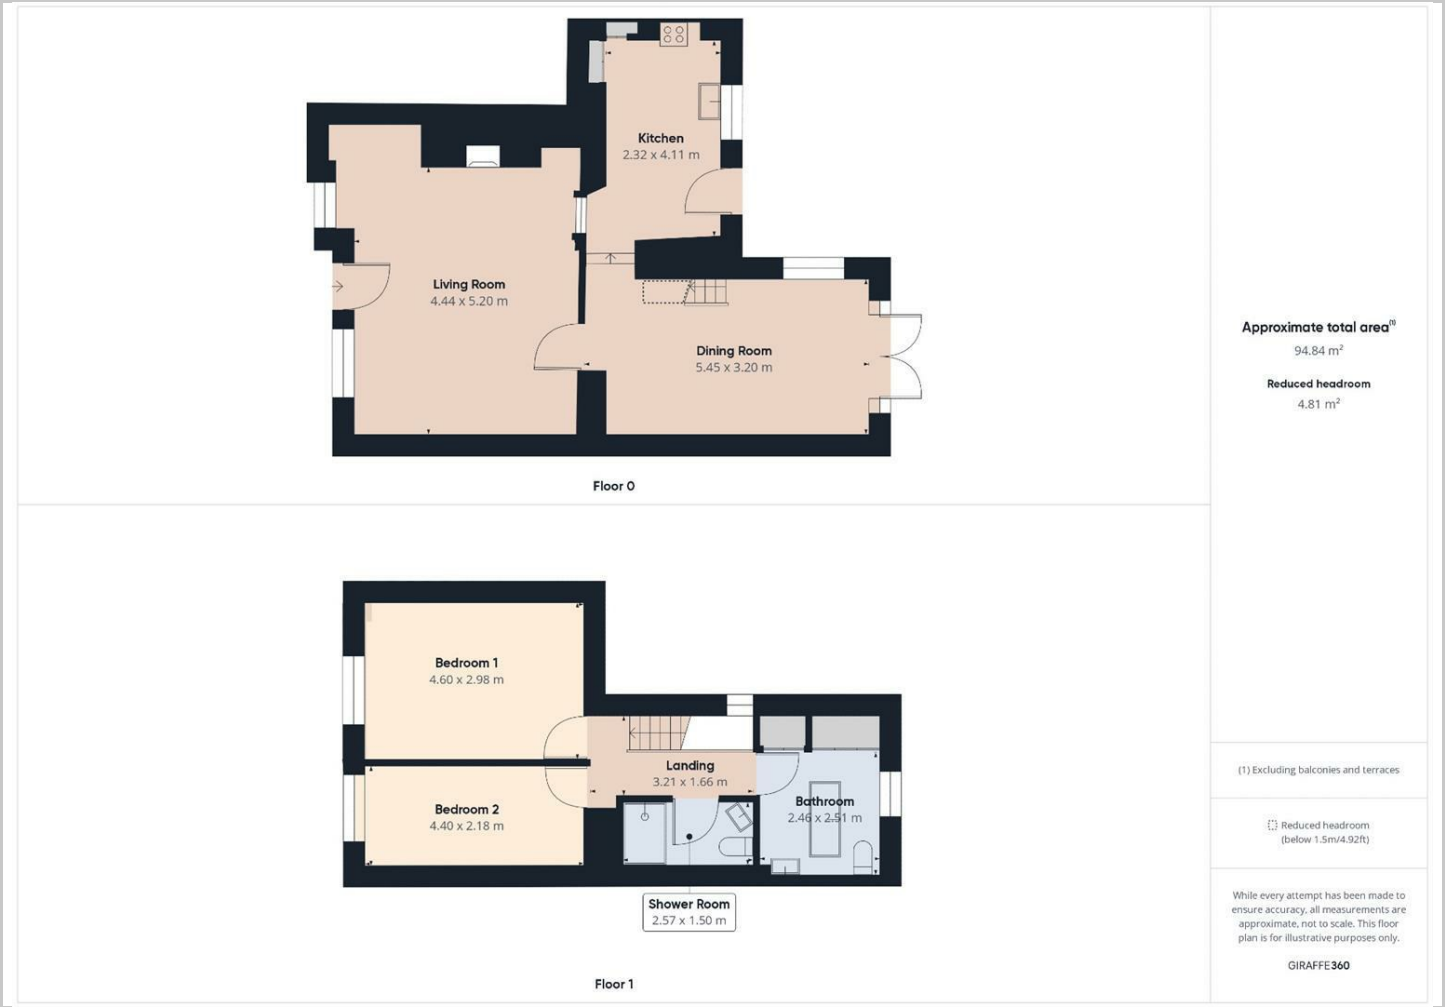 Kitchen
2.32 x 4.11 m
Living Room
4.44 x 5.20 m
Dining Room
5.45 x 3.20 m
Floor 0
Approximate total area(1)
94.84 m²
Reduced headroom
4.81 m²
Bedroom 1
4.60 x 2.98 m
Landing
3.21 x 1.66 m
Bedroom 2
4.40 x 2.18 m
Bathroom
2.46 x 2.51 m
Shower Room
2.57 x 1.50 m
Floor 1
(1) Excluding balconies and terraces
Reduced headroom
(below 1.5m/4.92ft)
While every attempt has been made to
ensure accuracy, all measurements are
approximate, not to scale. This floor
plan is for illustrative purposes only.
GIRAFFE360